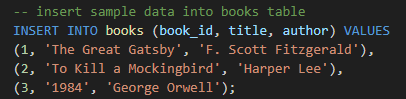 -- insert sample data into books table
INSERT INTO books (book_id, title, author) VALUES
(1, 'The Great Gatsby', 'F. Scott Fitzgerald'),
(2, 'To Kill a Mockingbird', 'Harper Lee'),
(3, '1984', 'George Orwell');